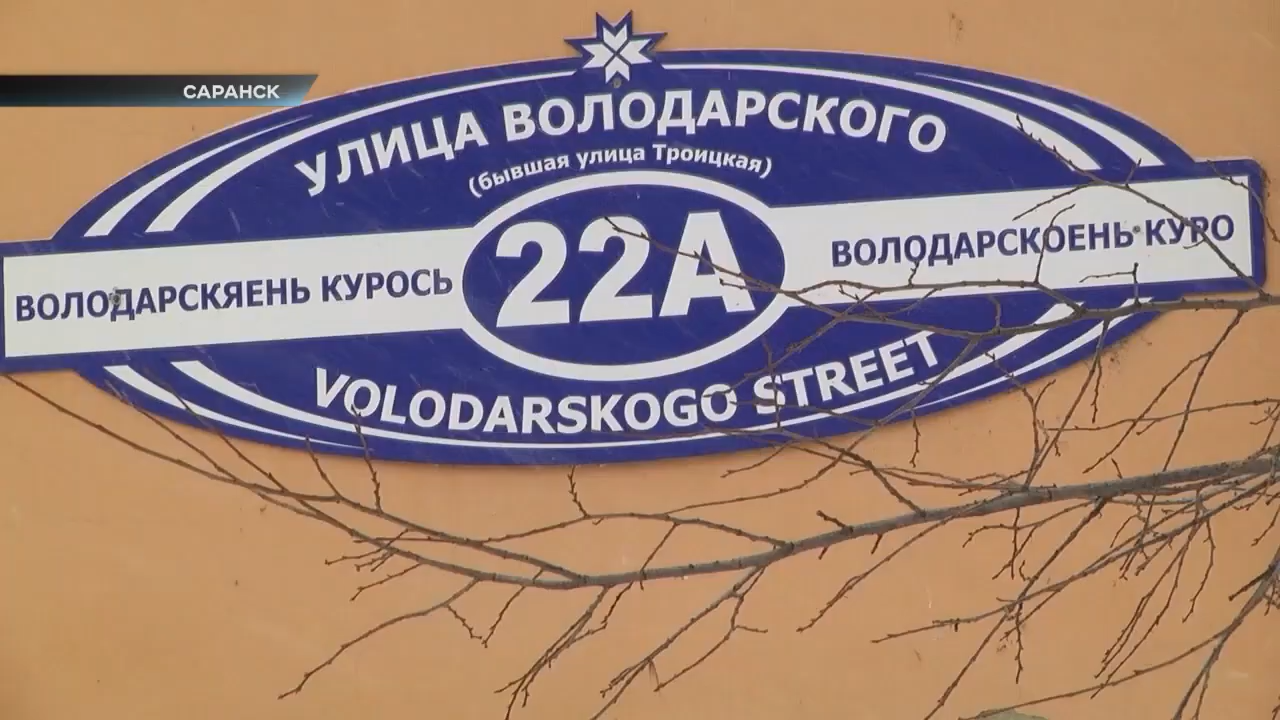 САРАНСК
УЛИЦА ВОЛОДАРСКОГО
(бывшая улица Троицкая)
ВОЛОДАРСКЯЕНЬ КУРОСЬ
22А
ВОЛОДАРСКОЕНЬ КУРО
VOLODARSKOGO STREET